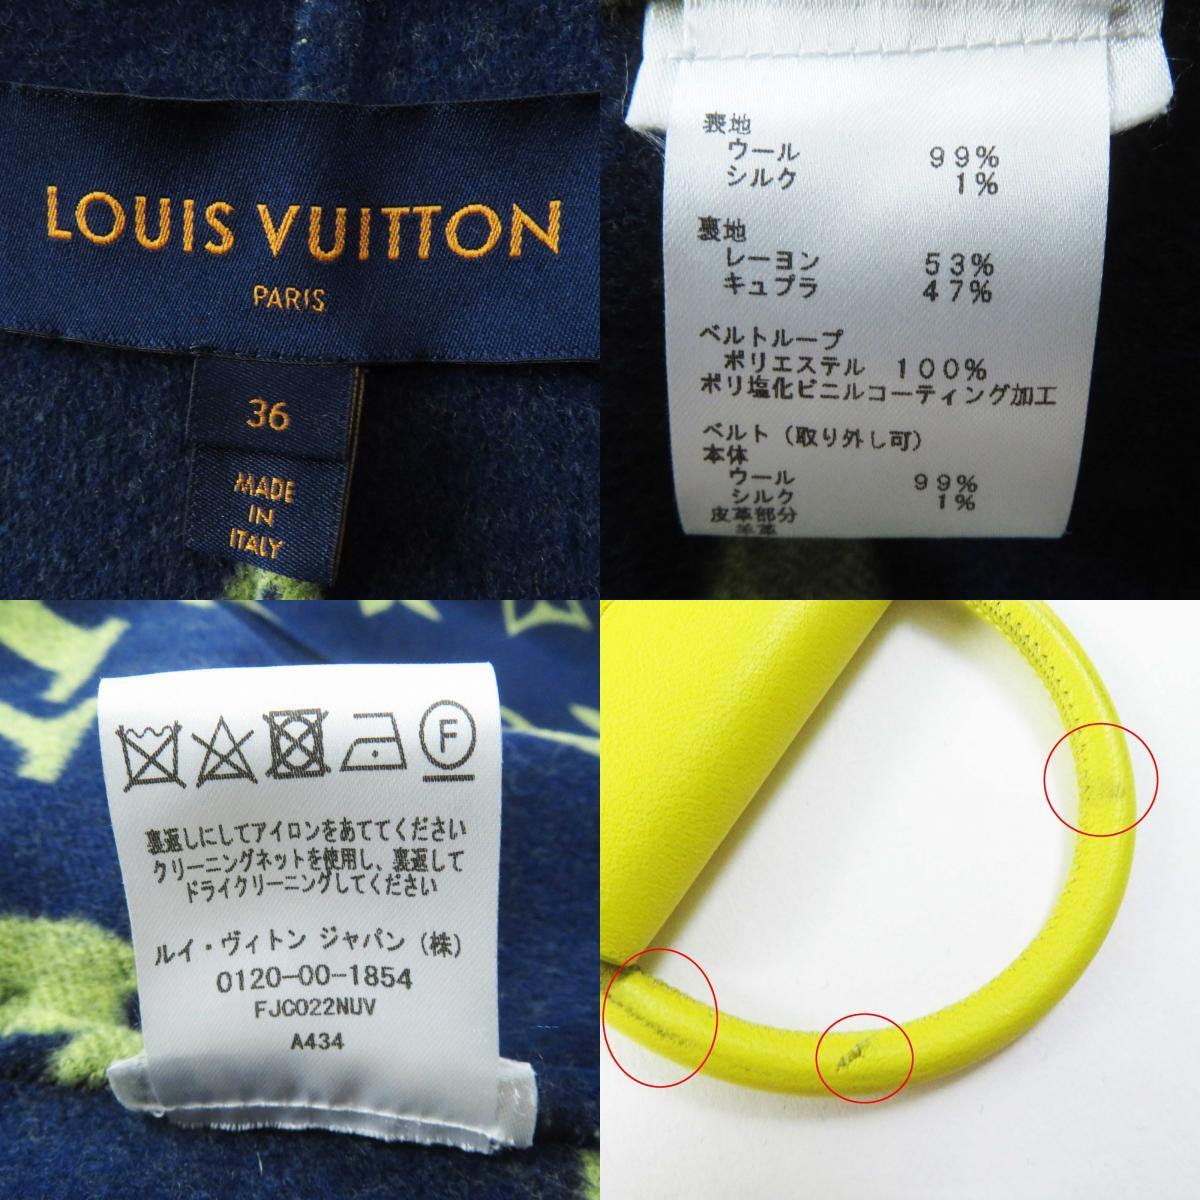 LOUIS VUITTON
PARIS
36
MADE
IN
ITALY
表地
ウール 99%
シルク 1%
裏地
レーヨン 53%
キュプラ 47%
ベルトループ
ポリエステル 100%
ポリ塩化ビニルコーティング加工
ベルト（取り外し可）
本体
ウール 99%
シルク 1%
皮革部分
羊革
F
裏返しにしてアイロンをあててください
クリーニングネットを使用し、裏返して
ドライクリーニングしてください
ルイ・ヴィトン ジャパン（株）
0120-00-1854
FJCO22NUV
A434